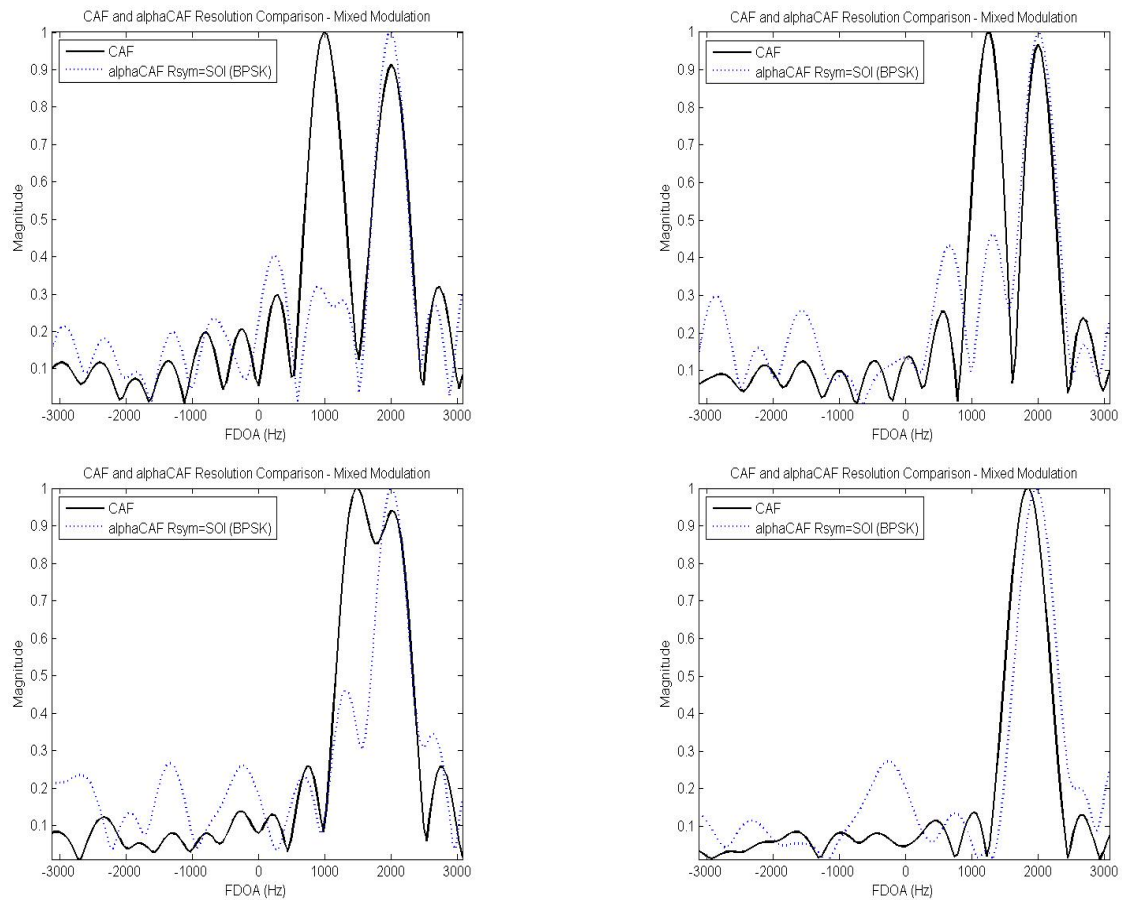 CAF and alphaCAF Resolution Comparison - Mixed Modulation
CAF
alphaCAF Rsym=SOI (BPSK)
Magnitude
1
0.9
0.8
0.7
0.6
0.5
0.4
0.3
0.2
0.1
-3000 -2000 -1000 0 1000 2000 3000
FDOA (Hz)
CAF and alphaCAF Resolution Comparison - Mixed Modulation
CAF
alphaCAF Rsym=SOI (BPSK)
Magnitude
1
0.9
0.8
0.7
0.6
0.5
0.4
0.3
0.2
0.1
-3000 -2000 -1000 0 1000 2000 3000
FDOA (Hz)
CAF and alphaCAF Resolution Comparison - Mixed Modulation
CAF
alphaCAF Rsym=SOI (BPSK)
Magnitude
1
0.9
0.8
0.7
0.6
0.5
0.4
0.3
0.2
0.1
-3000 -2000 -1000 0 1000 2000 3000
FDOA (Hz)
CAF and alphaCAF Resolution Comparison - Mixed Modulation
CAF
alphaCAF Rsym=SOI (BPSK)
Magnitude
1
0.9
0.8
0.7
0.6
0.5
0.4
0.3
0.2
0.1
-3000 -2000 -1000 0 1000 2000 3000
FDOA (Hz)